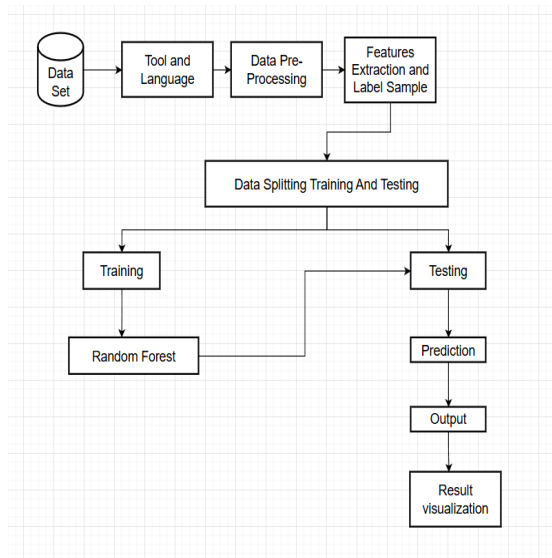 Data
Set
Tool and
Language
Data Pre-
Processing
Features
Extraction and
Label Sample
Data Splitting Training And Testing
Training
Testing
Random Forest
Prediction
Output
Result
visualization